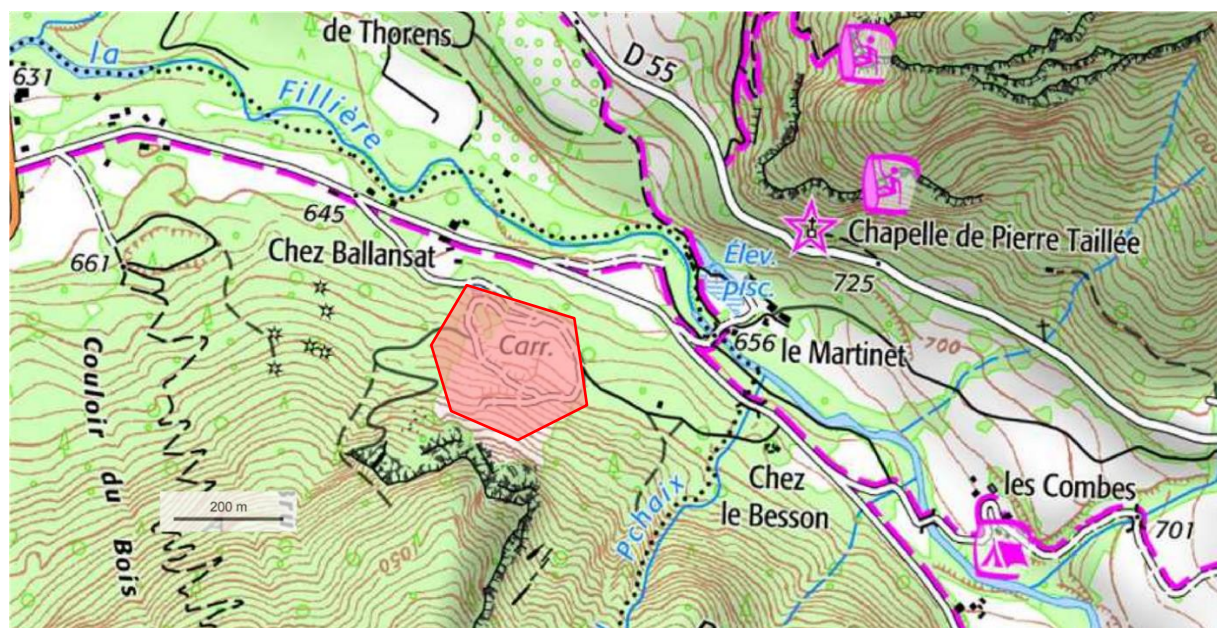 de Thorens
la
631
Fillière
D 55
645
Chez Ballansat
661
Chapelle de Pierre Taillée
Élev.
pisc.
725
656
le Martinet
700
Carr.
Couloir du Bois
200 m
Pchaix
Chez
le Besson
les Combes
701